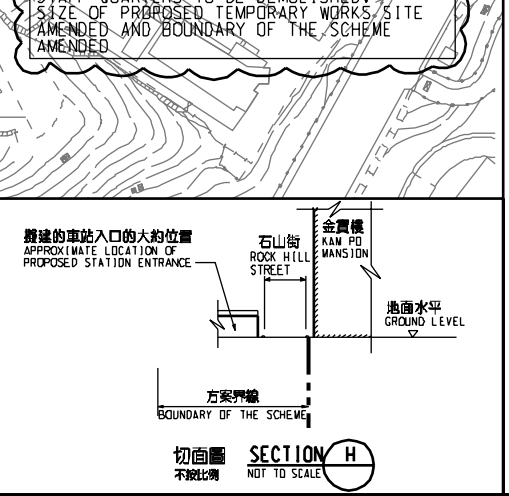 STAFF QUARTERS TO BE DEMOLISHED.
SIZE OF PROPOSED TEMPORARY WORKS SITE
AMENDED AND BOUNDARY OF THE SCHEME
AMENDED
擬建的車站入口的大約位置
APPROXIMATE LOCATION OF
PROPOSED STATION ENTRANCE
石山街
ROCK HILL
STREET
金寶樓
KAM PO
MANSION
地面水平
GROUND LEVEL
方案界線
BOUNDARY OF THE SCHEME
切面圖 SECTION H
不按比例 NOT TO SCALE